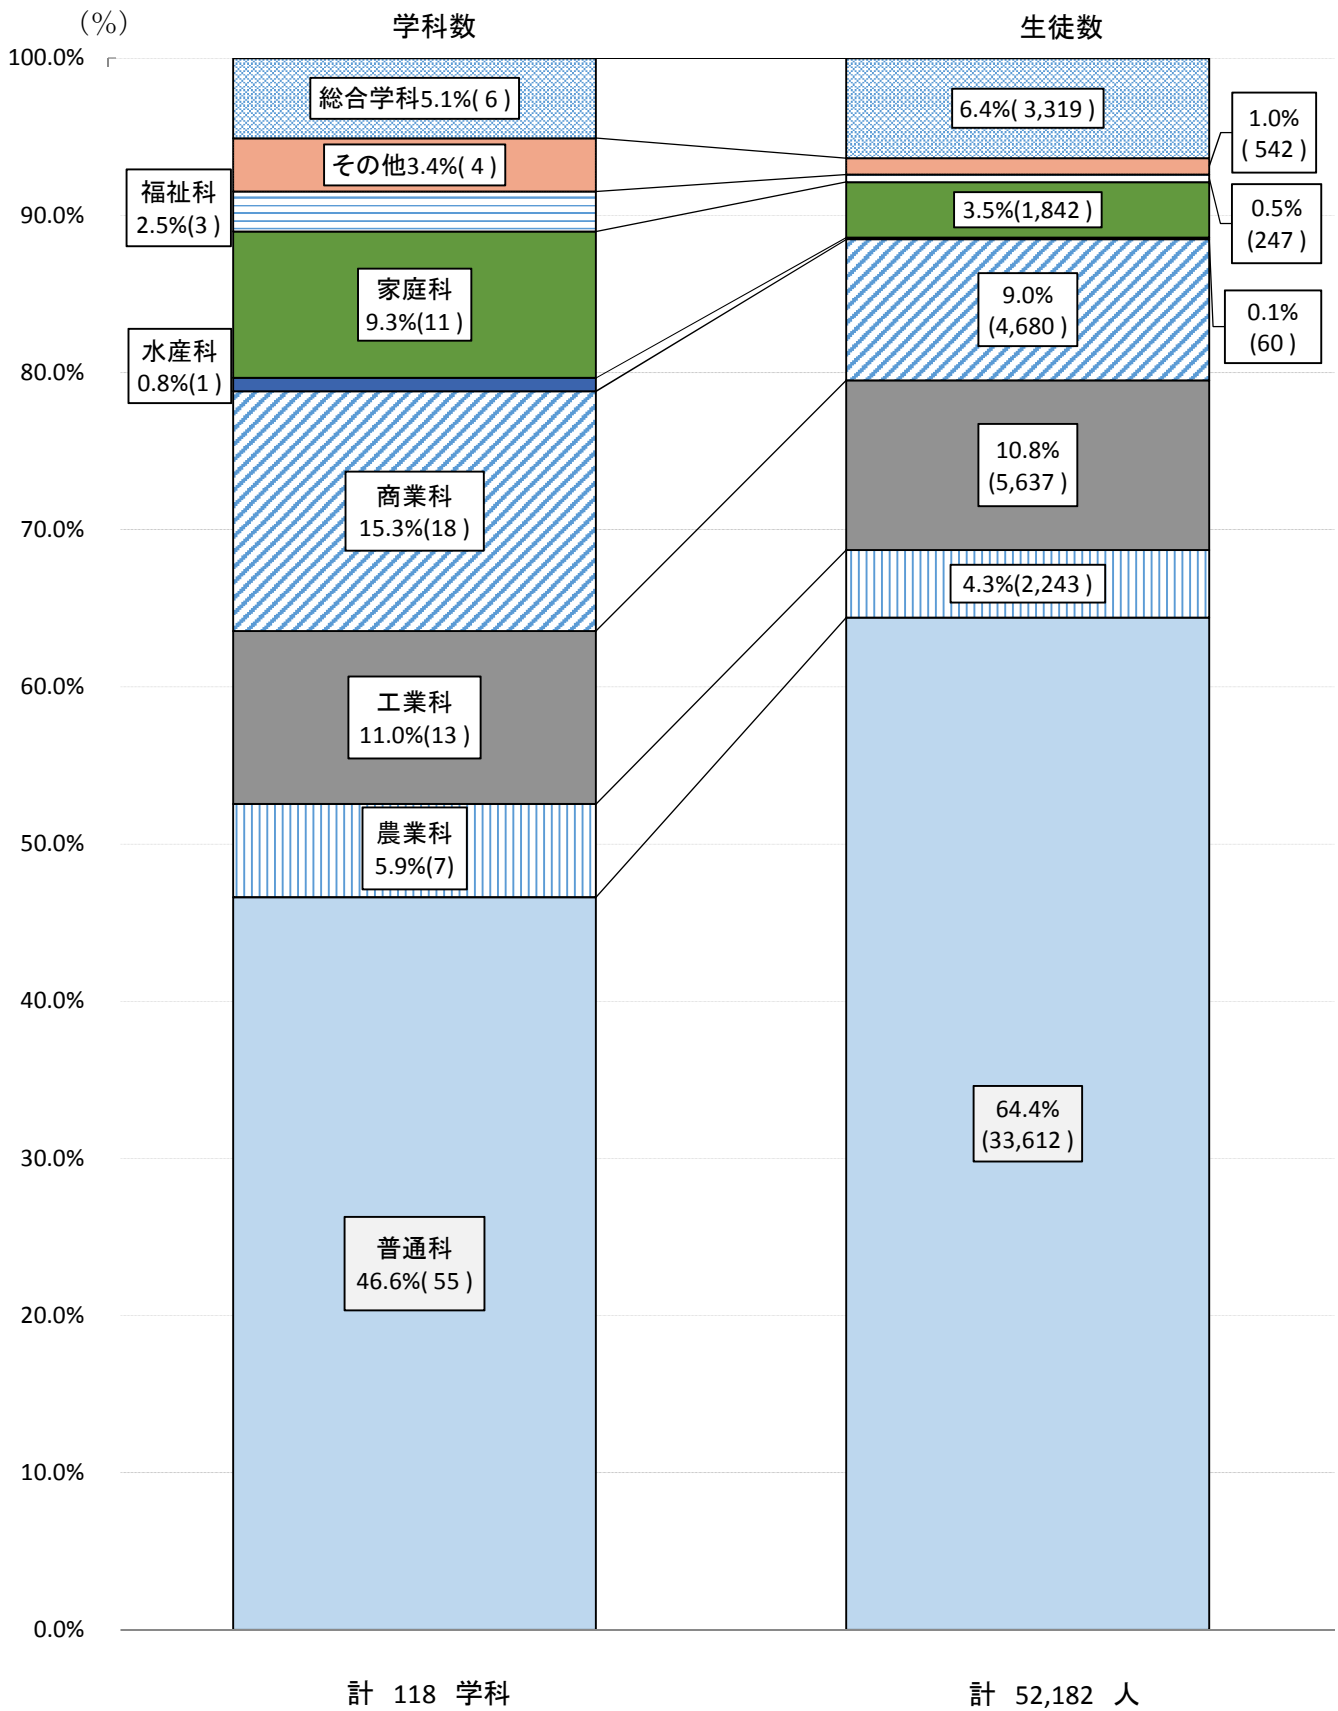 (%)
学科数
生徒数
100.0%
90.0%
80.0%
70.0%
60.0%
50.0%
40.0%
30.0%
20.0%
10.0%
0.0%
総合学科5.1%( 6 )
その他3.4%( 4 )
福祉科
2.5%(3 )
家庭科
9.3%(11 )
水産科
0.8%(1 )
商業科
15.3%(18 )
工業科
11.0%(13 )
農業科
5.9%(7)
普通科
46.6%( 55 )
6.4%( 3,319 )
1.0%
( 542 )
0.5%
(247 )
3.5%(1,842 )
0.1%
(60 )
9.0%
(4,680 )
10.8%
(5,637 )
4.3%(2,243 )
64.4%
(33,612 )
計 118 学科
計 52,182 人